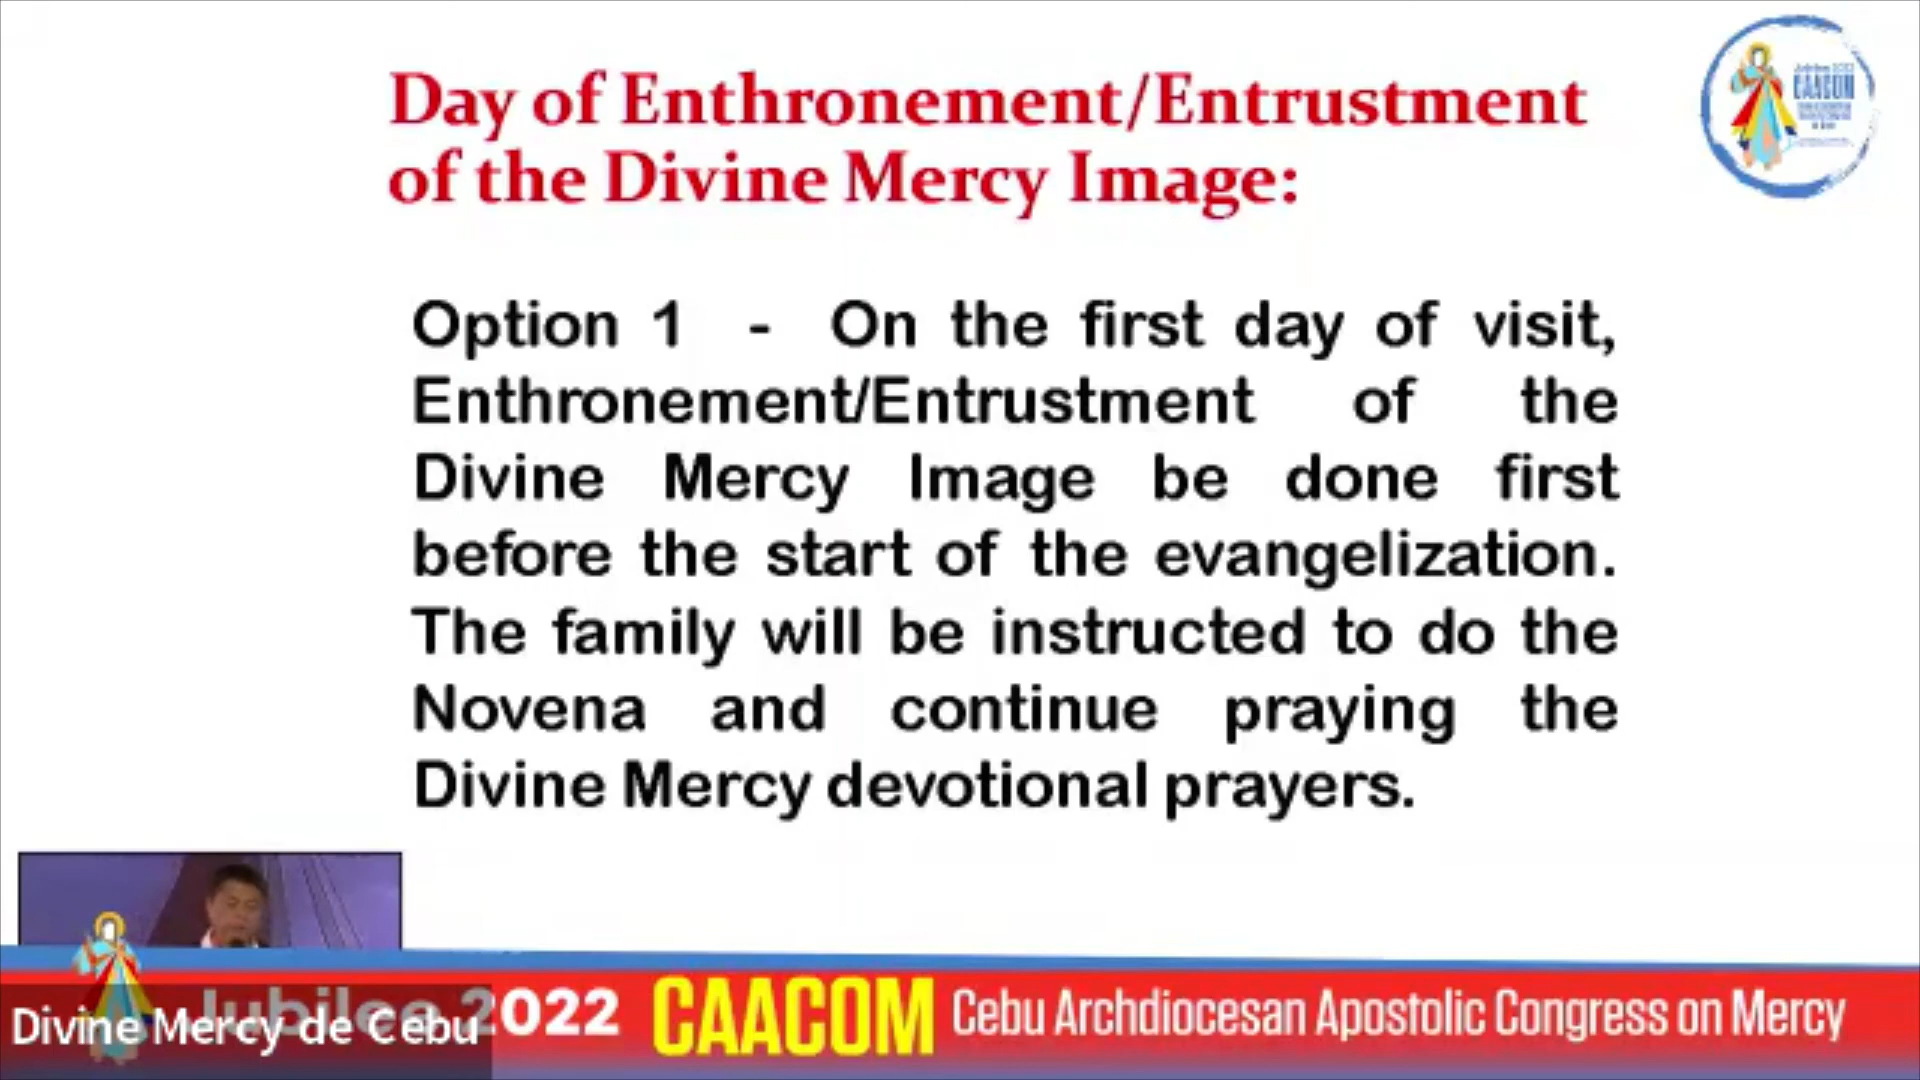 Day of Enthronement/Entrustment
of the Divine Mercy Image:
CAACOM
Option 1 - On the first day of visit,
Enthronement/Entrustment of the
Divine Mercy Image be done first
before the start of the evangelization.
The family will be instructed to do the
Novena and continue praying the
Divine Mercy devotional prayers.
Jubilee 2022 CAACOM Cebu Archdiocesan Apostolic Congress on Mercy
Divine Mercy de Cebu